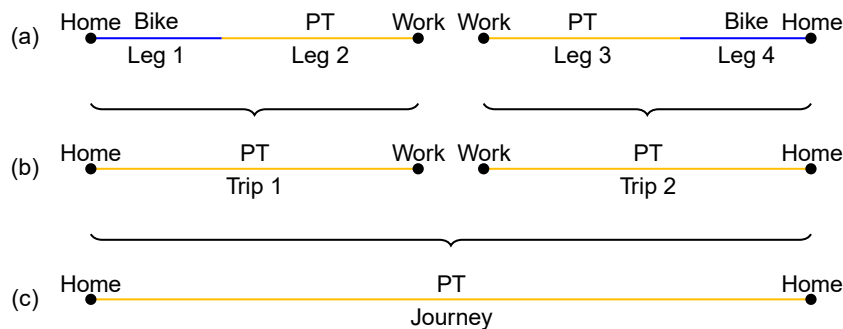 Home Bike PT Work Work PT Bike Home
(a)
Leg 1 Leg 2 Leg 3 Leg 4
Home PT Work Work PT Home
(b)
Trip 1 Trip 2
Home PT Home
(c)
Journey